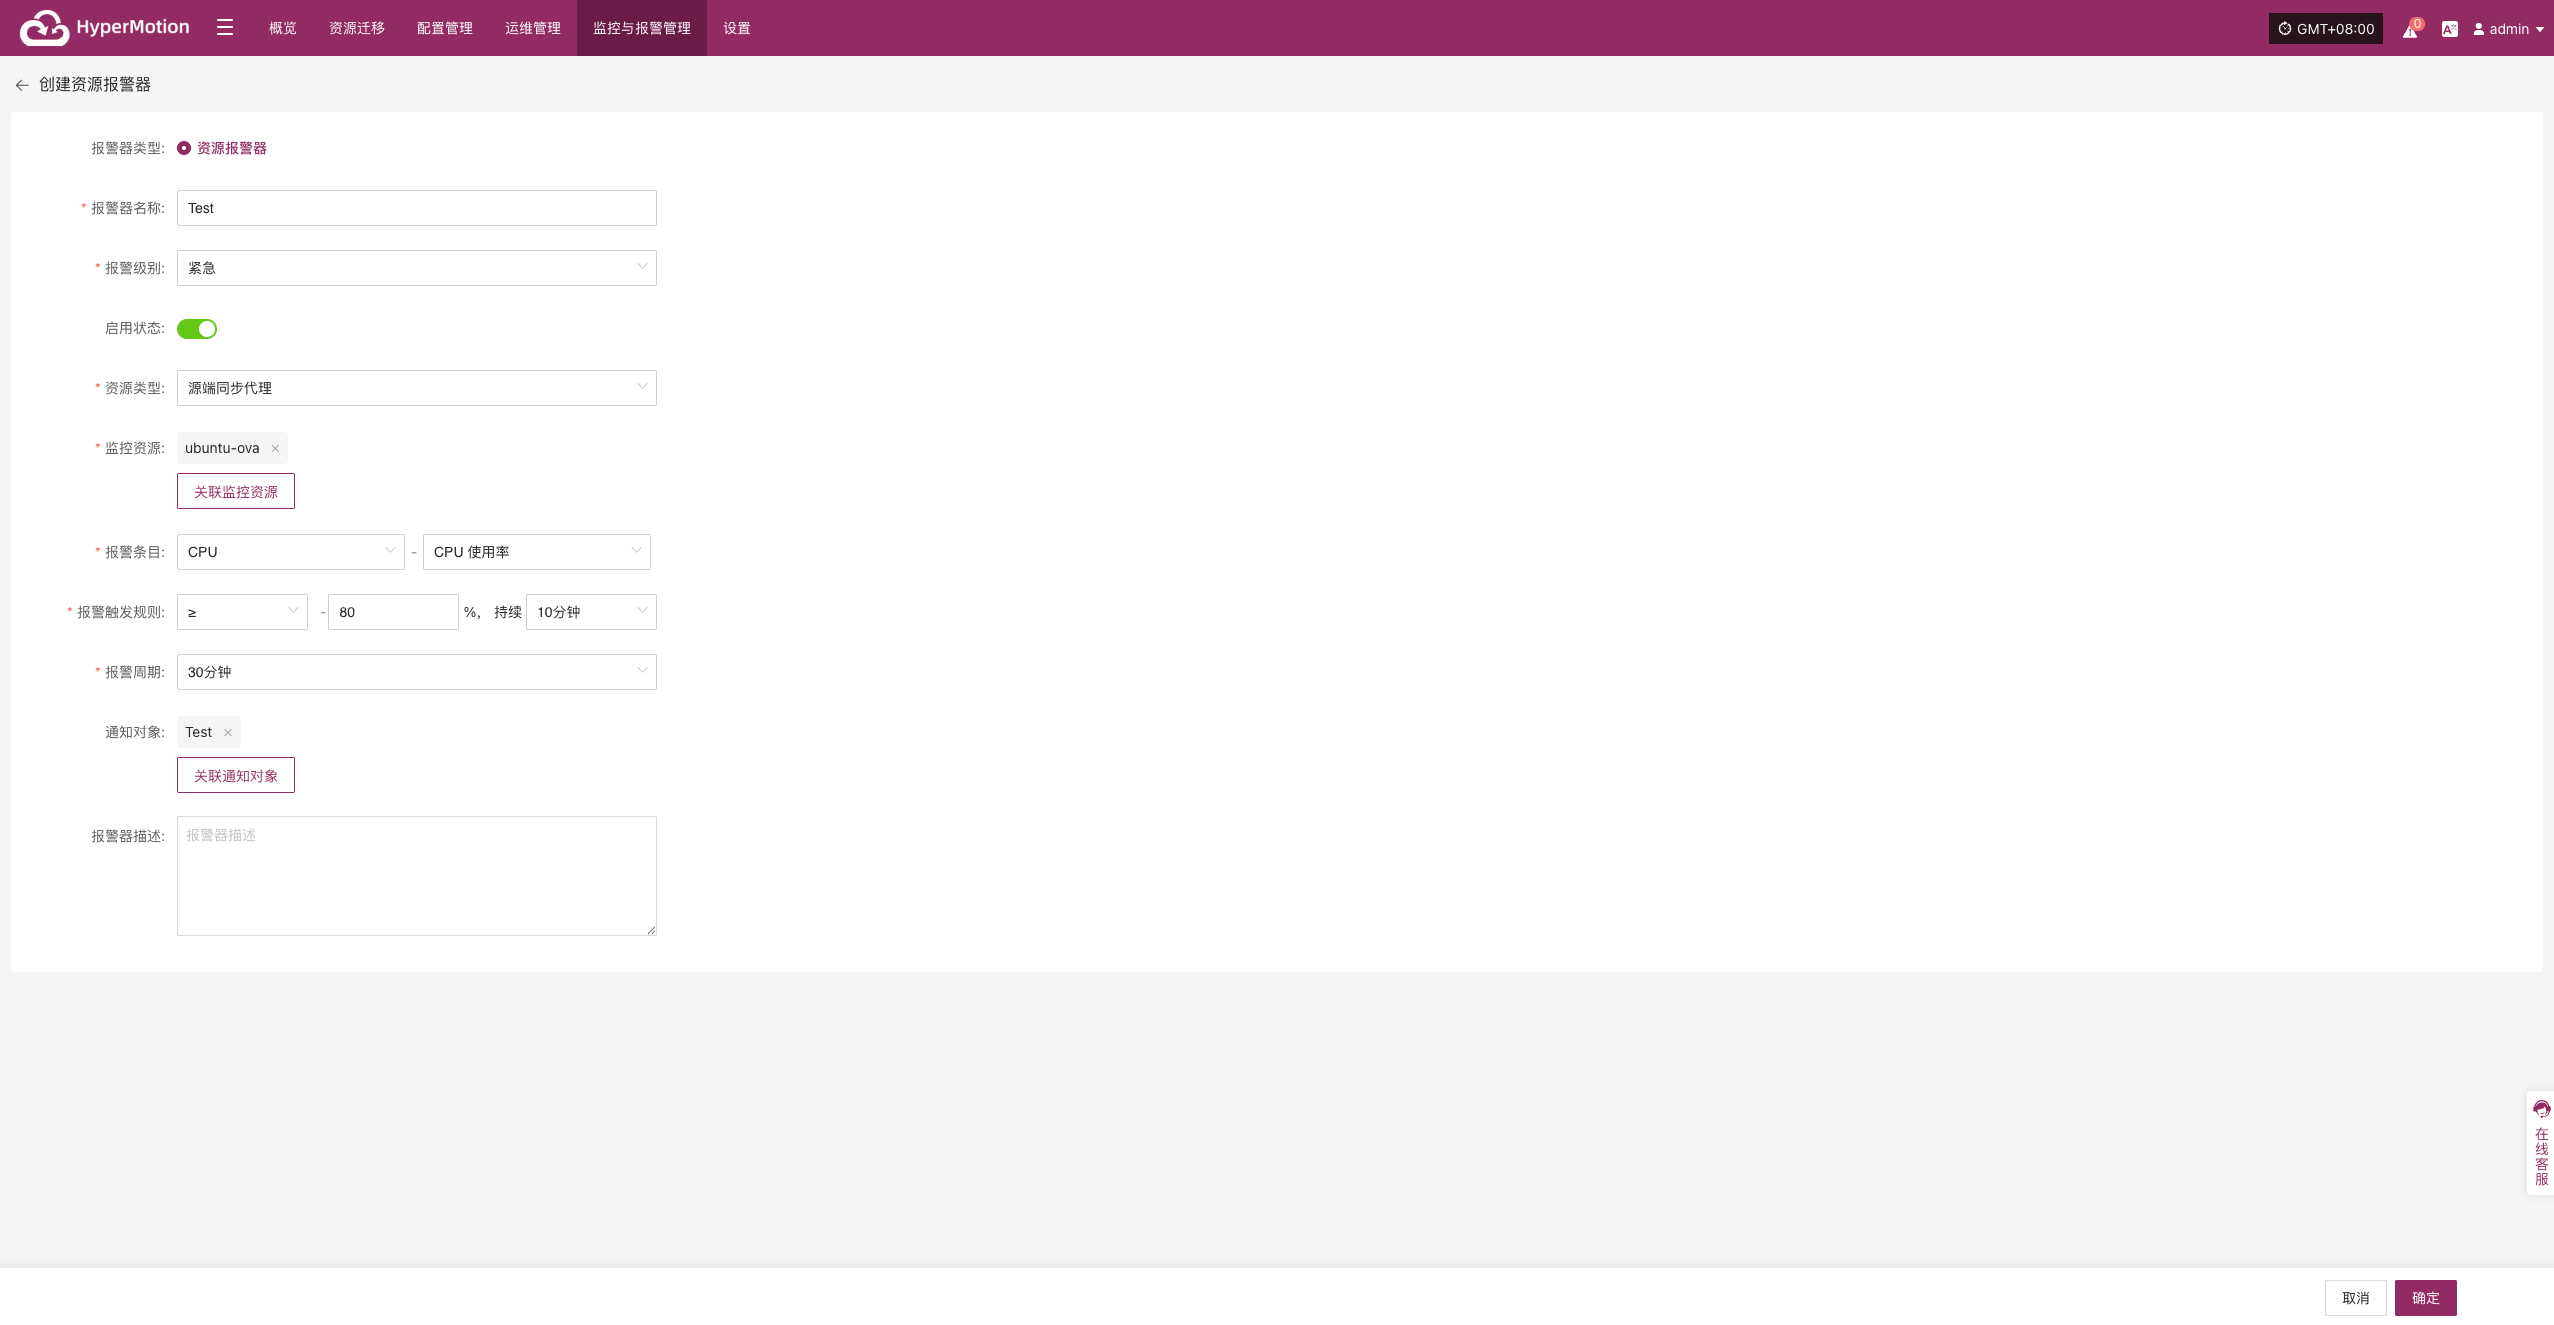 HyperMotion 概览 资源迁移 配置管理 运维管理 监控与报警管理 设置 GMT+08:00 0 admin
创建资源报警器
报警器类型: 资源报警器
* 报警器名称: Test
* 报警级别: 紧急
启用状态:
* 资源类型: 源端同步代理
* 监控资源: ubuntu-ova ×
关联监控资源
* 报警条目: CPU - CPU 使用率
* 报警触发规则: ≥ - 80 %, 持续 10分钟
* 报警周期: 30分钟
通知对象: Test ×
关联通知对象
报警器描述: 报警器描述
在线客服
取消 确定